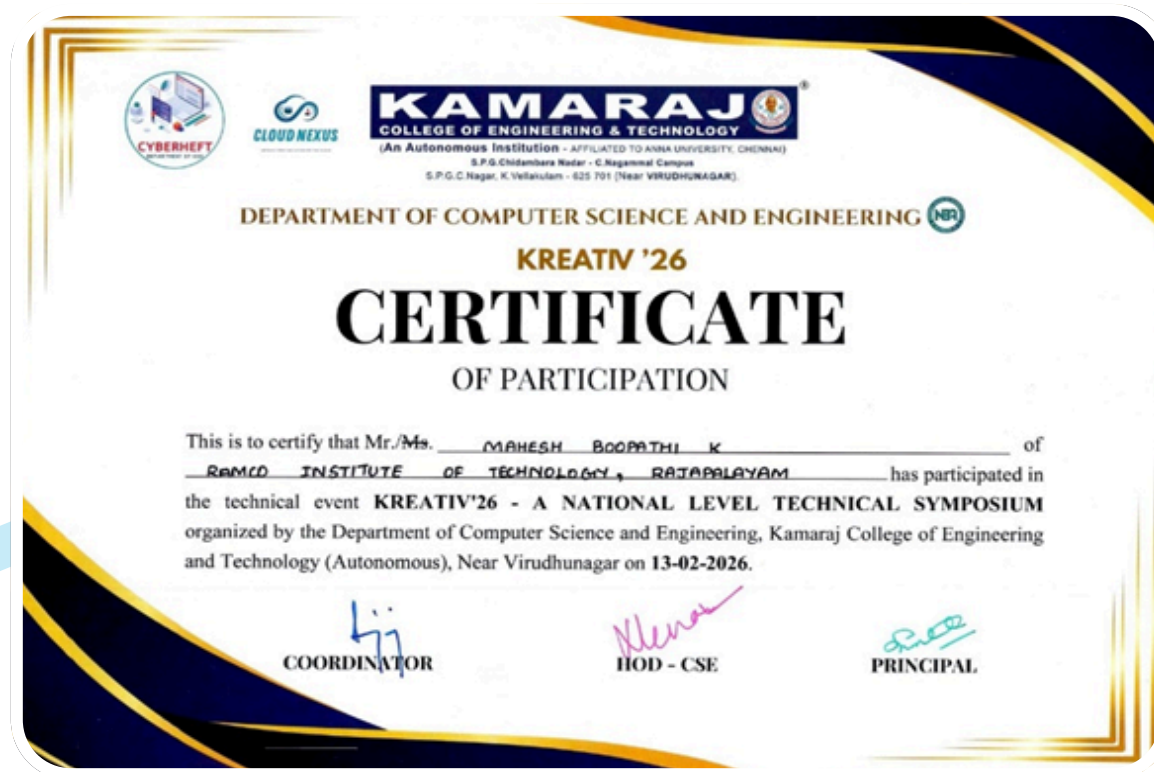 CYBERHEFT
CLOUD NEXUS
KAMARAJ
COLLEGE OF ENGINEERING & TECHNOLOGY
(An Autonomous Institution - AFFILIATED TO ANNA UNIVERSITY, CHENNAI)
S.P.G.Chidambara Nadar - C.Nagammal Campus
S.P.G.C.Nagar, K.Vellakulam - 625 701 (Near VIRUDHUNAGAR).
DEPARTMENT OF COMPUTER SCIENCE AND ENGINEERING
KREATIV '26
CERTIFICATE
OF PARTICIPATION
This is to certify that Mr./Ms. MAHESH BOOPATHI K of
RAMCO INSTITUTE OF TECHNOLOGY, RAJAPALAYAM has participated in
the technical event KREATIV'26 - A NATIONAL LEVEL TECHNICAL SYMPOSIUM
organized by the Department of Computer Science and Engineering, Kamaraj College of Engineering
and Technology (Autonomous), Near Virudhunagar on 13-02-2026.
COORDINATOR
HOD - CSE
PRINCIPAL